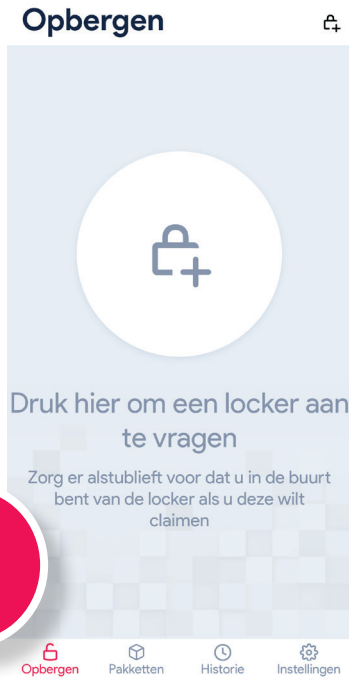 Opbergen
Druk hier om een locker aan
te vragen
Zorg er alstublieft voor dat u in de buurt
bent van de locker als u deze wilt
claimen
Opbergen Pakketten Historie Instellingen